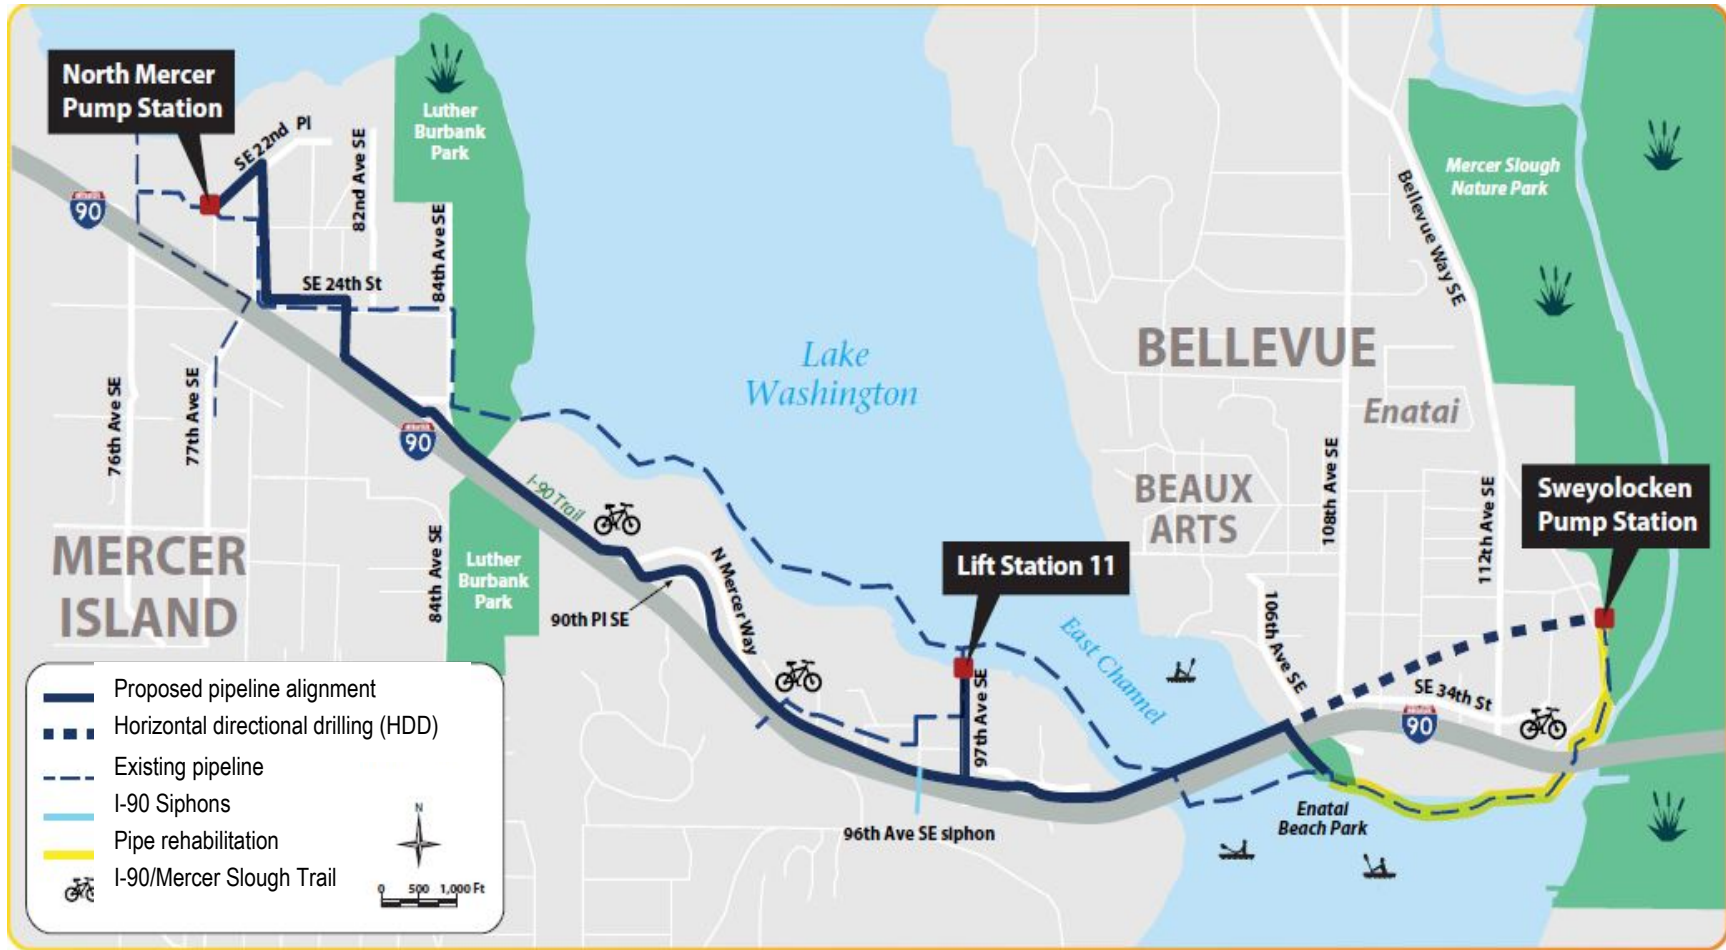 North Mercer
Pump Station
SE 22nd Pl
82nd Ave SE
Luther
Burbank
Park
84th Ave SE
90
SE 24th St
76th Ave SE
77th Ave SE
90
I-90 Trail
MERCER
ISLAND
84th Ave SE
Luther
Burbank
Park
90th Pl SE
N Mercer Way
Lake
Washington
Lift Station 11
97th Ave SE
96th Ave SE siphon
East Channel
BELLEVUE
Enatai
BEAUX
ARTS
Mercer Slough
Nature Park
Bellevue Way SE
108th Ave SE
112th Ave SE
106th Ave SE
Sweyolocken
Pump Station
SE 34th St
90
Enatai
Beach Park
Proposed pipeline alignment
Horizontal directional drilling (HDD)
Existing pipeline
I-90 Siphons
Pipe rehabilitation
I-90/Mercer Slough Trail
N
0 500 1,000 Ft